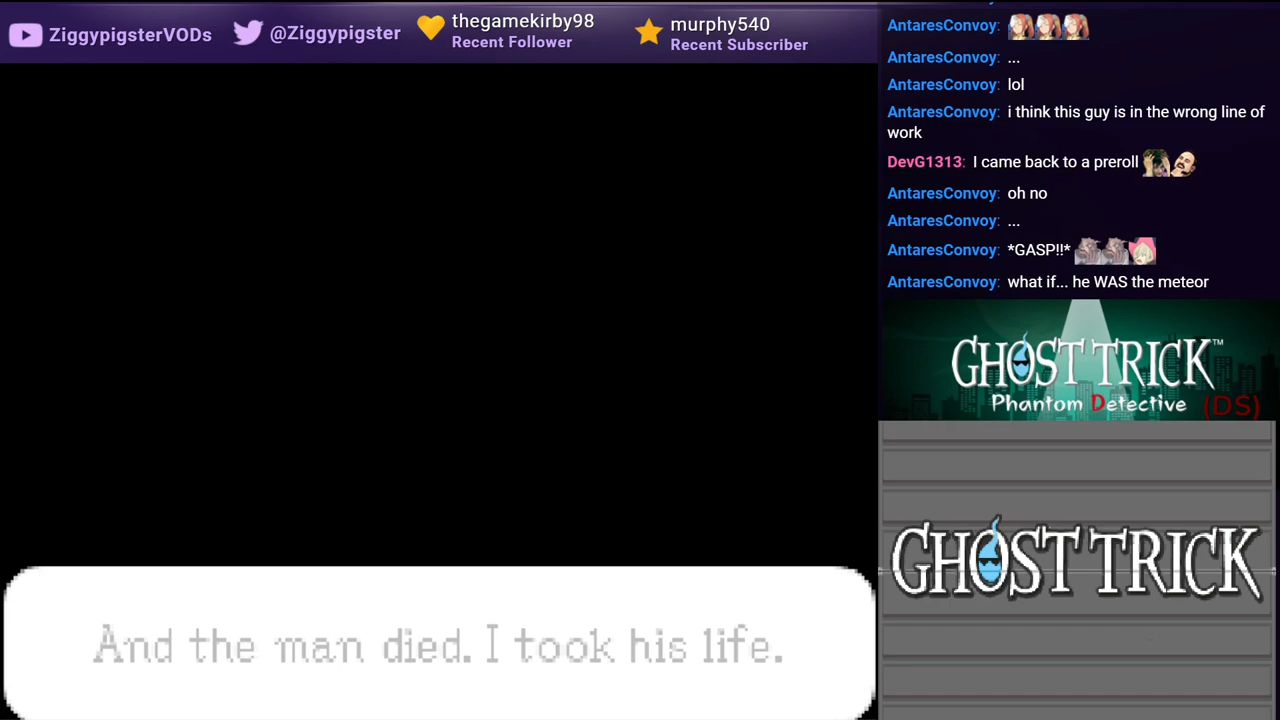 ZiggypigsterVODs
@Ziggypigster
thegamekirby98
Recent Follower
murphy540
Recent Subscriber
AntaresConvoy:
AntaresConvoy: ...
AntaresConvoy: lol
AntaresConvoy: i think this guy is in the wrong line of
work
DevG1313: I came back to a preroll
AntaresConvoy: oh no
AntaresConvoy: ...
AntaresConvoy: *GASP!!*
AntaresConvoy: what if... he WAS the meteor
GHOST TRICK™
Phantom Detective (DS)
GHOST TRICK
And the man died. I took his life.